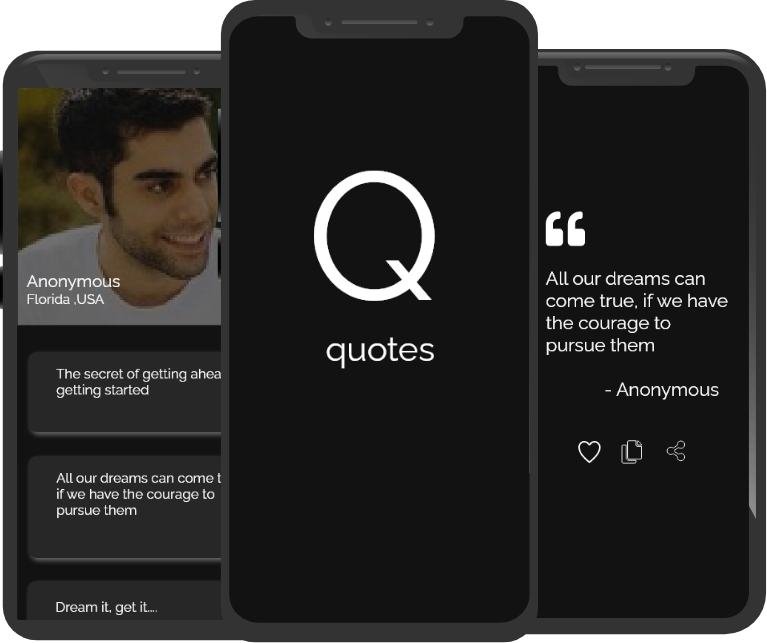 Anonymous
Florida ,USA
The secret of getting ahea
getting started
All our dreams can come t
if we have the courage to
pursue them
Dream it, get it....
Q
quotes
All our dreams can
come true, if we have
the courage to
pursue them
- Anonymous